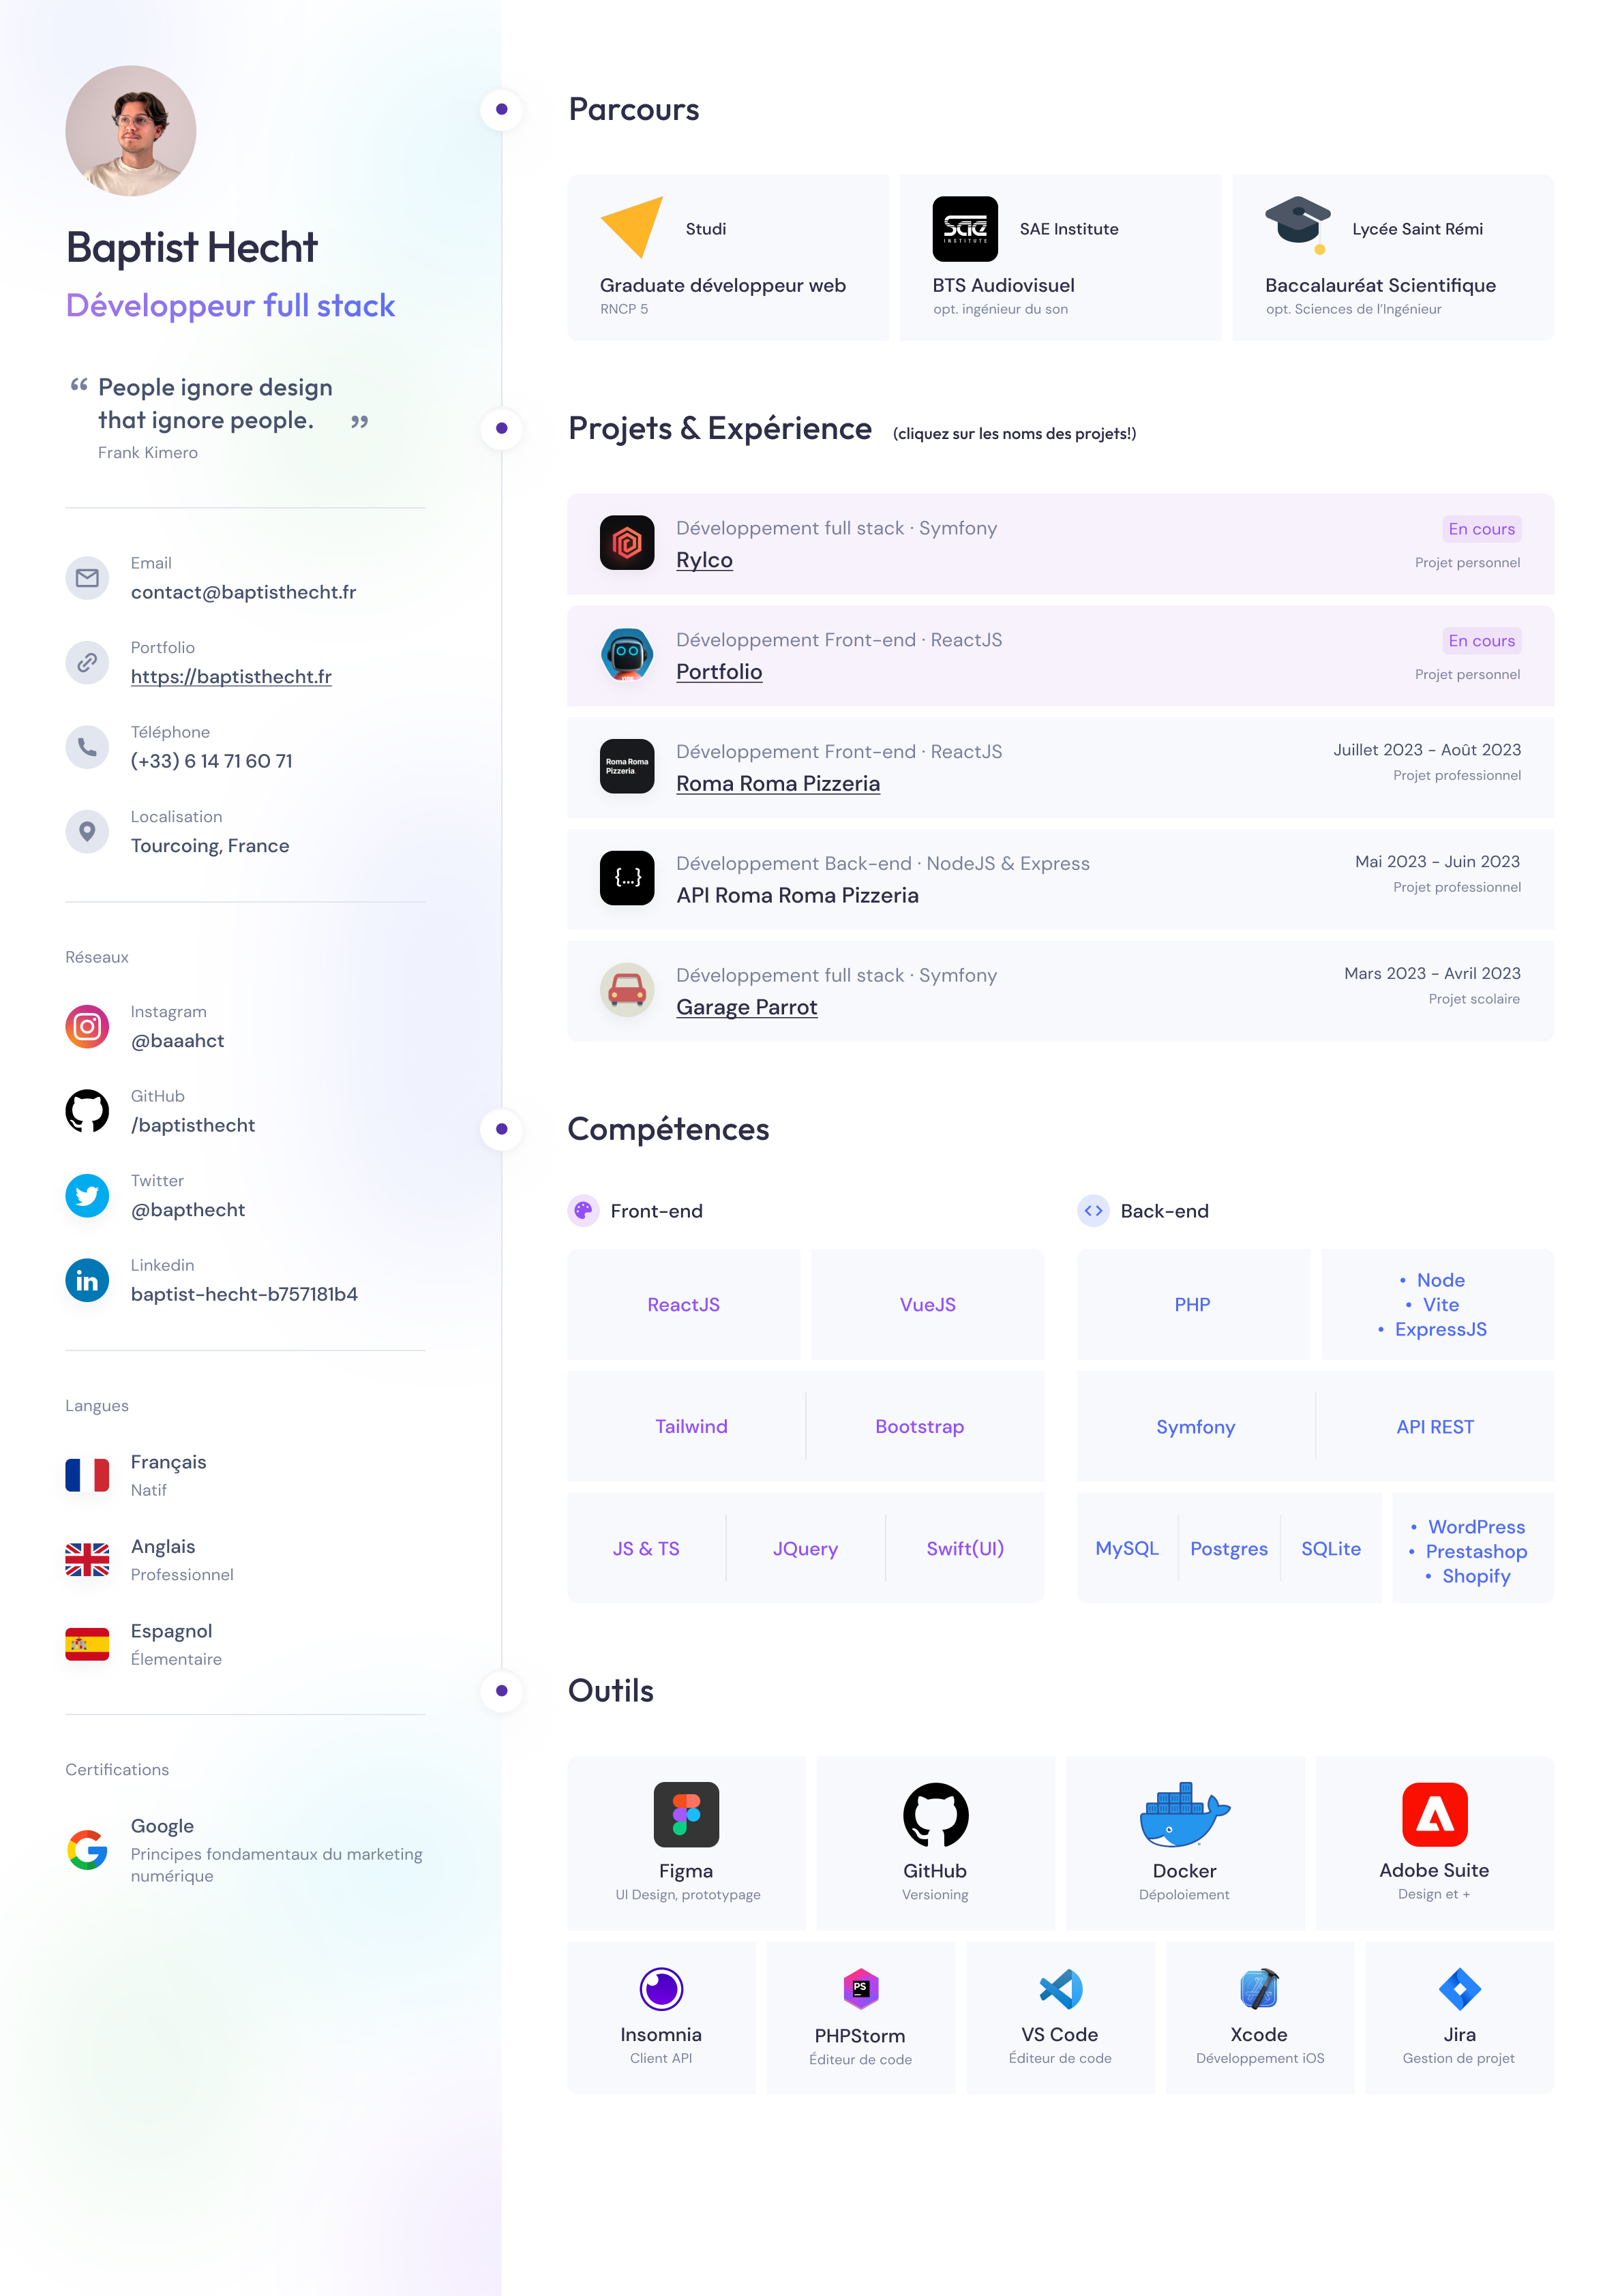 Baptist Hecht
Développeur full stack
“ People ignore design
that ignore people. ”
Frank Kimero
Email
contact@baptisthecht.fr
Portfolio
https://baptisthecht.fr
Téléphone
(+33) 6 14 71 60 71
Localisation
Tourcoing, France
Réseaux
Instagram
@baaahct
GitHub
/baptisthecht
Twitter
@bapthecht
Linkedin
baptist-hecht-b757181b4
Langues
Français
Natif
Anglais
Professionnel
Espagnol
Élementaire
Certifications
Google
Principes fondamentaux du marketing
numérique
Parcours
Studi
Graduate développeur web
RNCP 5
SAE INSTITUTE
SAE Institute
BTS Audiovisuel
opt. ingénieur du son
Lycée Saint Rémi
Baccalauréat Scientifique
opt. Sciences de l’Ingénieur
Projets & Expérience (cliquez sur les noms des projets!)
Développement full stack · Symfony
Rylco
En cours
Projet personnel
Développement Front-end · ReactJS
Portfolio
En cours
Projet personnel
Roma Roma
Pizzeria.
Développement Front-end · ReactJS
Roma Roma Pizzeria
Juillet 2023 - Août 2023
Projet professionnel
{...}
Développement Back-end · NodeJS & Express
API Roma Roma Pizzeria
Mai 2023 - Juin 2023
Projet professionnel
Développement full stack · Symfony
Garage Parrot
Mars 2023 - Avril 2023
Projet scolaire
Compétences
Front-end
ReactJS
VueJS
Tailwind
Bootstrap
JS & TS
JQuery
Swift(UI)
Back-end
PHP
• Node
• Vite
• ExpressJS
Symfony
API REST
MySQL
Postgres
SQLite
• WordPress
• Prestashop
• Shopify
Outils
Figma
UI Design, prototypage
GitHub
Versioning
Docker
Dépoloiement
Adobe Suite
Design et +
Insomnia
Client API
PS
PHPStorm
Éditeur de code
VS Code
Éditeur de code
Xcode
Développement iOS
Jira
Gestion de projet